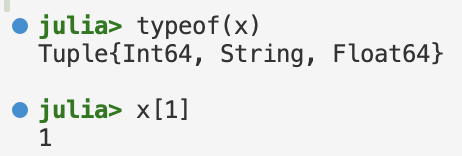 julia> typeof(x)
Tuple{Int64, String, Float64}
julia> x[1]
1